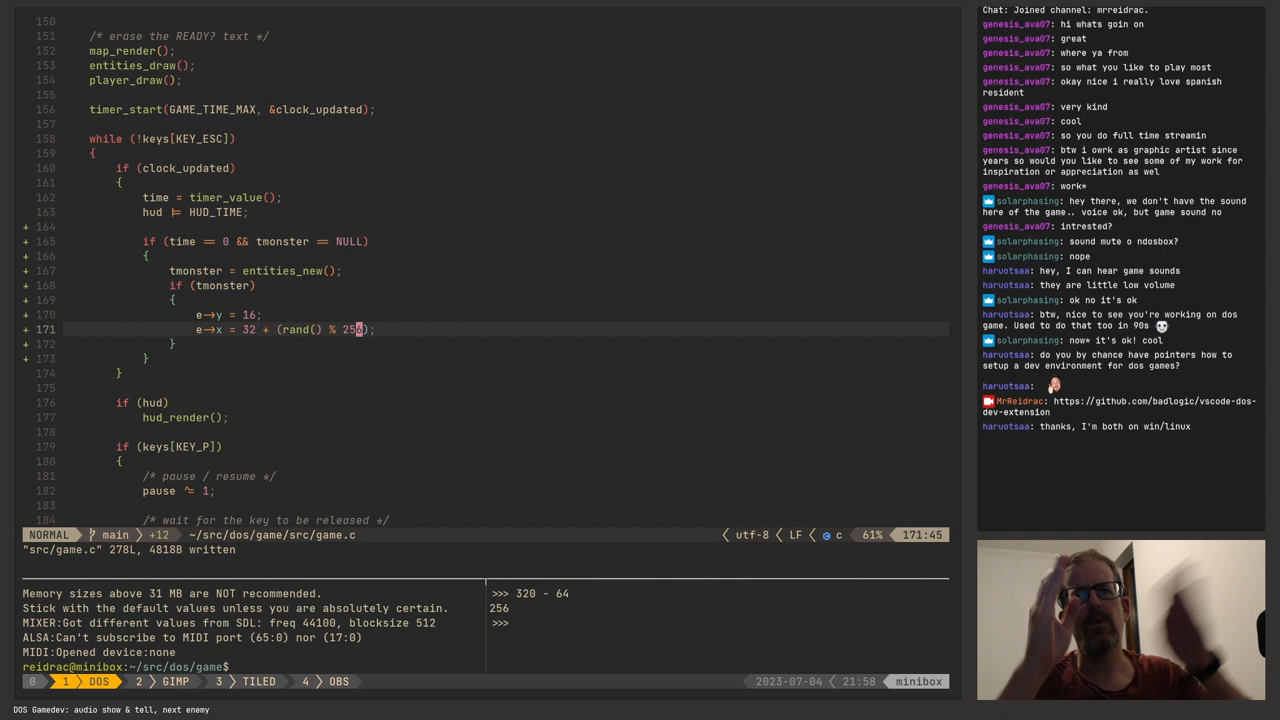 150
151 /* erase the READY? text */
152 map_render();
153 entities_draw();
154 player_draw();
155
156 timer_start(GAME_TIME_MAX, &clock_updated);
157
158 while (!keys[KEY_ESC])
159 {
160 if (clock_updated)
161 {
162 time = timer_value();
163 hud |= HUD_TIME;
+ 164
+ 165 if (time == 0 && tmonster == NULL)
+ 166 {
+ 167 tmonster = entities_new();
+ 168 if (tmonster)
+ 169 {
+ 170 e->y = 16;
+ 171 e->x = 32 + (rand() % 256);
+ 172 }
+ 173 }
174 }
175
176 if (hud)
177 hud_render();
178
179 if (keys[KEY_P])
180 {
181 /* pause / resume */
182 pause ^= 1;
183
184 /* wait for the key to be released */
NORMAL main +12 ~/src/dos/game/src/game.c utf-8 LF c 61% 171:45
"src/game.c" 278L, 4818B written
Memory sizes above 31 MB are NOT recommended.
Stick with the default values unless you are absolutely certain.
MIXER:Got different values from SDL: freq 44100, blocksize 512
ALSA:Can't subscribe to MIDI port (65:0) nor (17:0)
MIDI:Opened device:none
reidrac@minibox:~/src/dos/game$
>>> 320 - 64
256
>>>
0 1 DOS 2 GIMP 3 TILED 4 OBS 2023-07-04 21:58 minibox
DOS Gamedev: audio show & tell, next enemy
Chat: Joined channel: mrreidrac.
genesis_ava07: hi whats goin on
genesis_ava07: great
genesis_ava07: where ya from
genesis_ava07: so what you like to play most
genesis_ava07: okay nice i really love spanish
resident
genesis_ava07: very kind
genesis_ava07: cool
genesis_ava07: so you do full time streamin
genesis_ava07: btw i owrk as graphic artist since
years so would you like to see some of my work for
inspiration or appreciation as wel
genesis_ava07: work*
solarphasing: hey there, we don't have the sound
here of the game.. voice ok, but game sound no
genesis_ava07: intrested?
solarphasing: sound mute o ndosbox?
solarphasing: nope
haruotsaa: hey, I can hear game sounds
haruotsaa: they are little low volume
solarphasing: ok no it's ok
haruotsaa: btw, nice to see you're working on dos
game. Used to do that too in 90s
solarphasing: now* it's ok! cool
haruotsaa: do you by chance have pointers how to
setup a dev environment for dos games?
haruotsaa:
MrReidrac: https://github.com/badlogic/vscode-dos-
dev-extension
haruotsaa: thanks, I'm both on win/linux